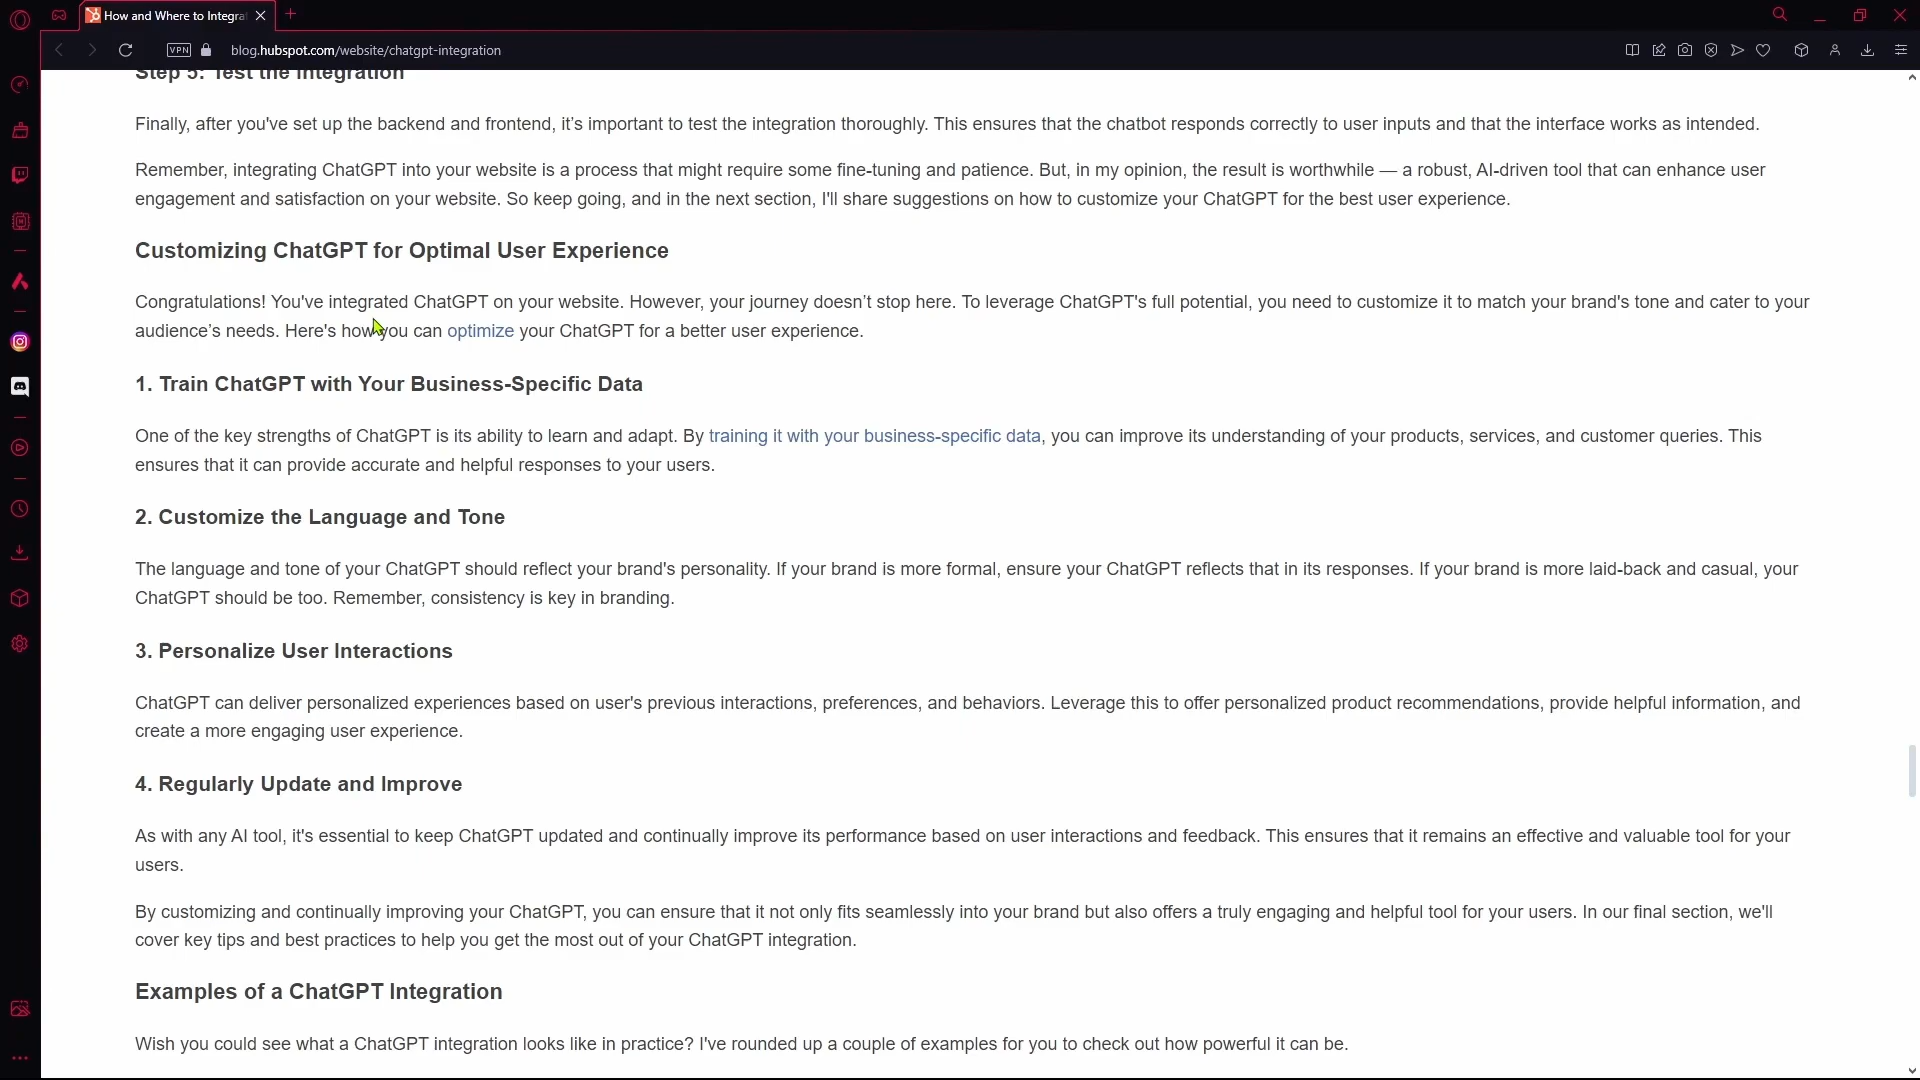 How and Where to Integra
VPN
blog.hubspot.com/website/chatgpt-integration
Step 5: Test the Integration
Finally, after you've set up the backend and frontend, it’s important to test the integration thoroughly. This ensures that the chatbot responds correctly to user inputs and that the interface works as intended.
Remember, integrating ChatGPT into your website is a process that might require some fine-tuning and patience. But, in my opinion, the result is worthwhile — a robust, AI-driven tool that can enhance user
engagement and satisfaction on your website. So keep going, and in the next section, I'll share suggestions on how to customize your ChatGPT for the best user experience.
Customizing ChatGPT for Optimal User Experience
Congratulations! You've integrated ChatGPT on your website. However, your journey doesn’t stop here. To leverage ChatGPT's full potential, you need to customize it to match your brand's tone and cater to your
audience’s needs. Here's how you can optimize your ChatGPT for a better user experience.
1. Train ChatGPT with Your Business-Specific Data
One of the key strengths of ChatGPT is its ability to learn and adapt. By training it with your business-specific data, you can improve its understanding of your products, services, and customer queries. This
ensures that it can provide accurate and helpful responses to your users.
2. Customize the Language and Tone
The language and tone of your ChatGPT should reflect your brand's personality. If your brand is more formal, ensure your ChatGPT reflects that in its responses. If your brand is more laid-back and casual, your
ChatGPT should be too. Remember, consistency is key in branding.
3. Personalize User Interactions
ChatGPT can deliver personalized experiences based on user's previous interactions, preferences, and behaviors. Leverage this to offer personalized product recommendations, provide helpful information, and
create a more engaging user experience.
4. Regularly Update and Improve
As with any AI tool, it's essential to keep ChatGPT updated and continually improve its performance based on user interactions and feedback. This ensures that it remains an effective and valuable tool for your
users.
By customizing and continually improving your ChatGPT, you can ensure that it not only fits seamlessly into your brand but also offers a truly engaging and helpful tool for your users. In our final section, we'll
cover key tips and best practices to help you get the most out of your ChatGPT integration.
Examples of a ChatGPT Integration
Wish you could see what a ChatGPT integration looks like in practice? I've rounded up a couple of examples for you to check out how powerful it can be.